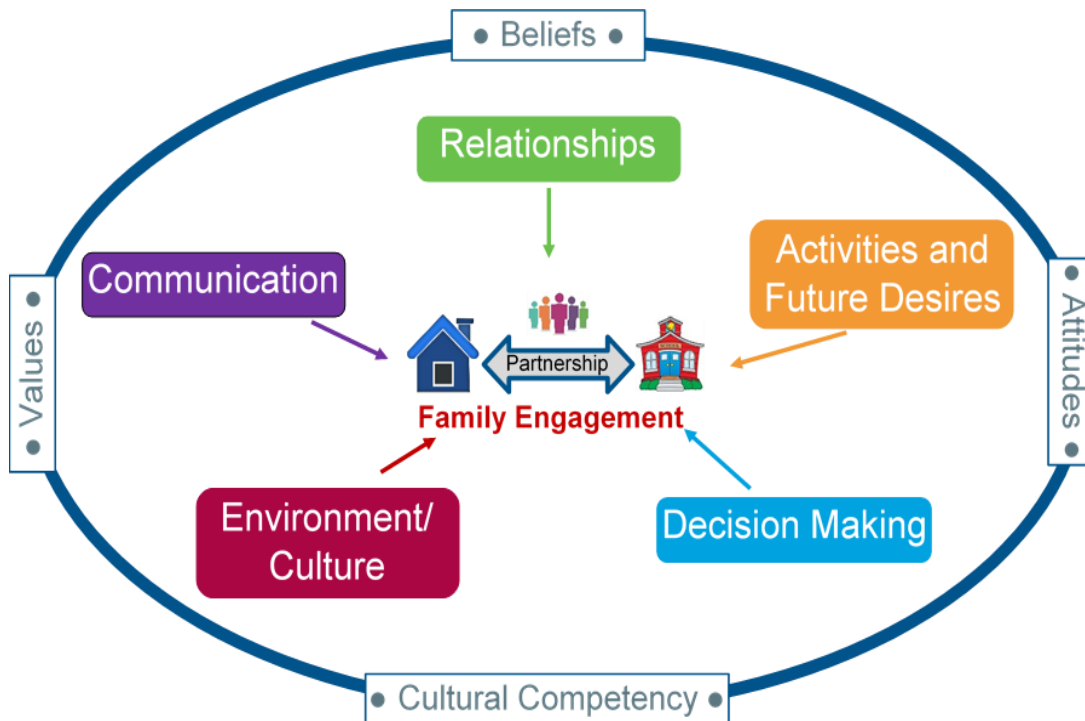 • Beliefs •
Relationships
Activities and
Future Desires
Communication
• Values •
• Attitudes •
Partnership
Family Engagement
Environment/
Culture
Decision Making
• Cultural Competency •